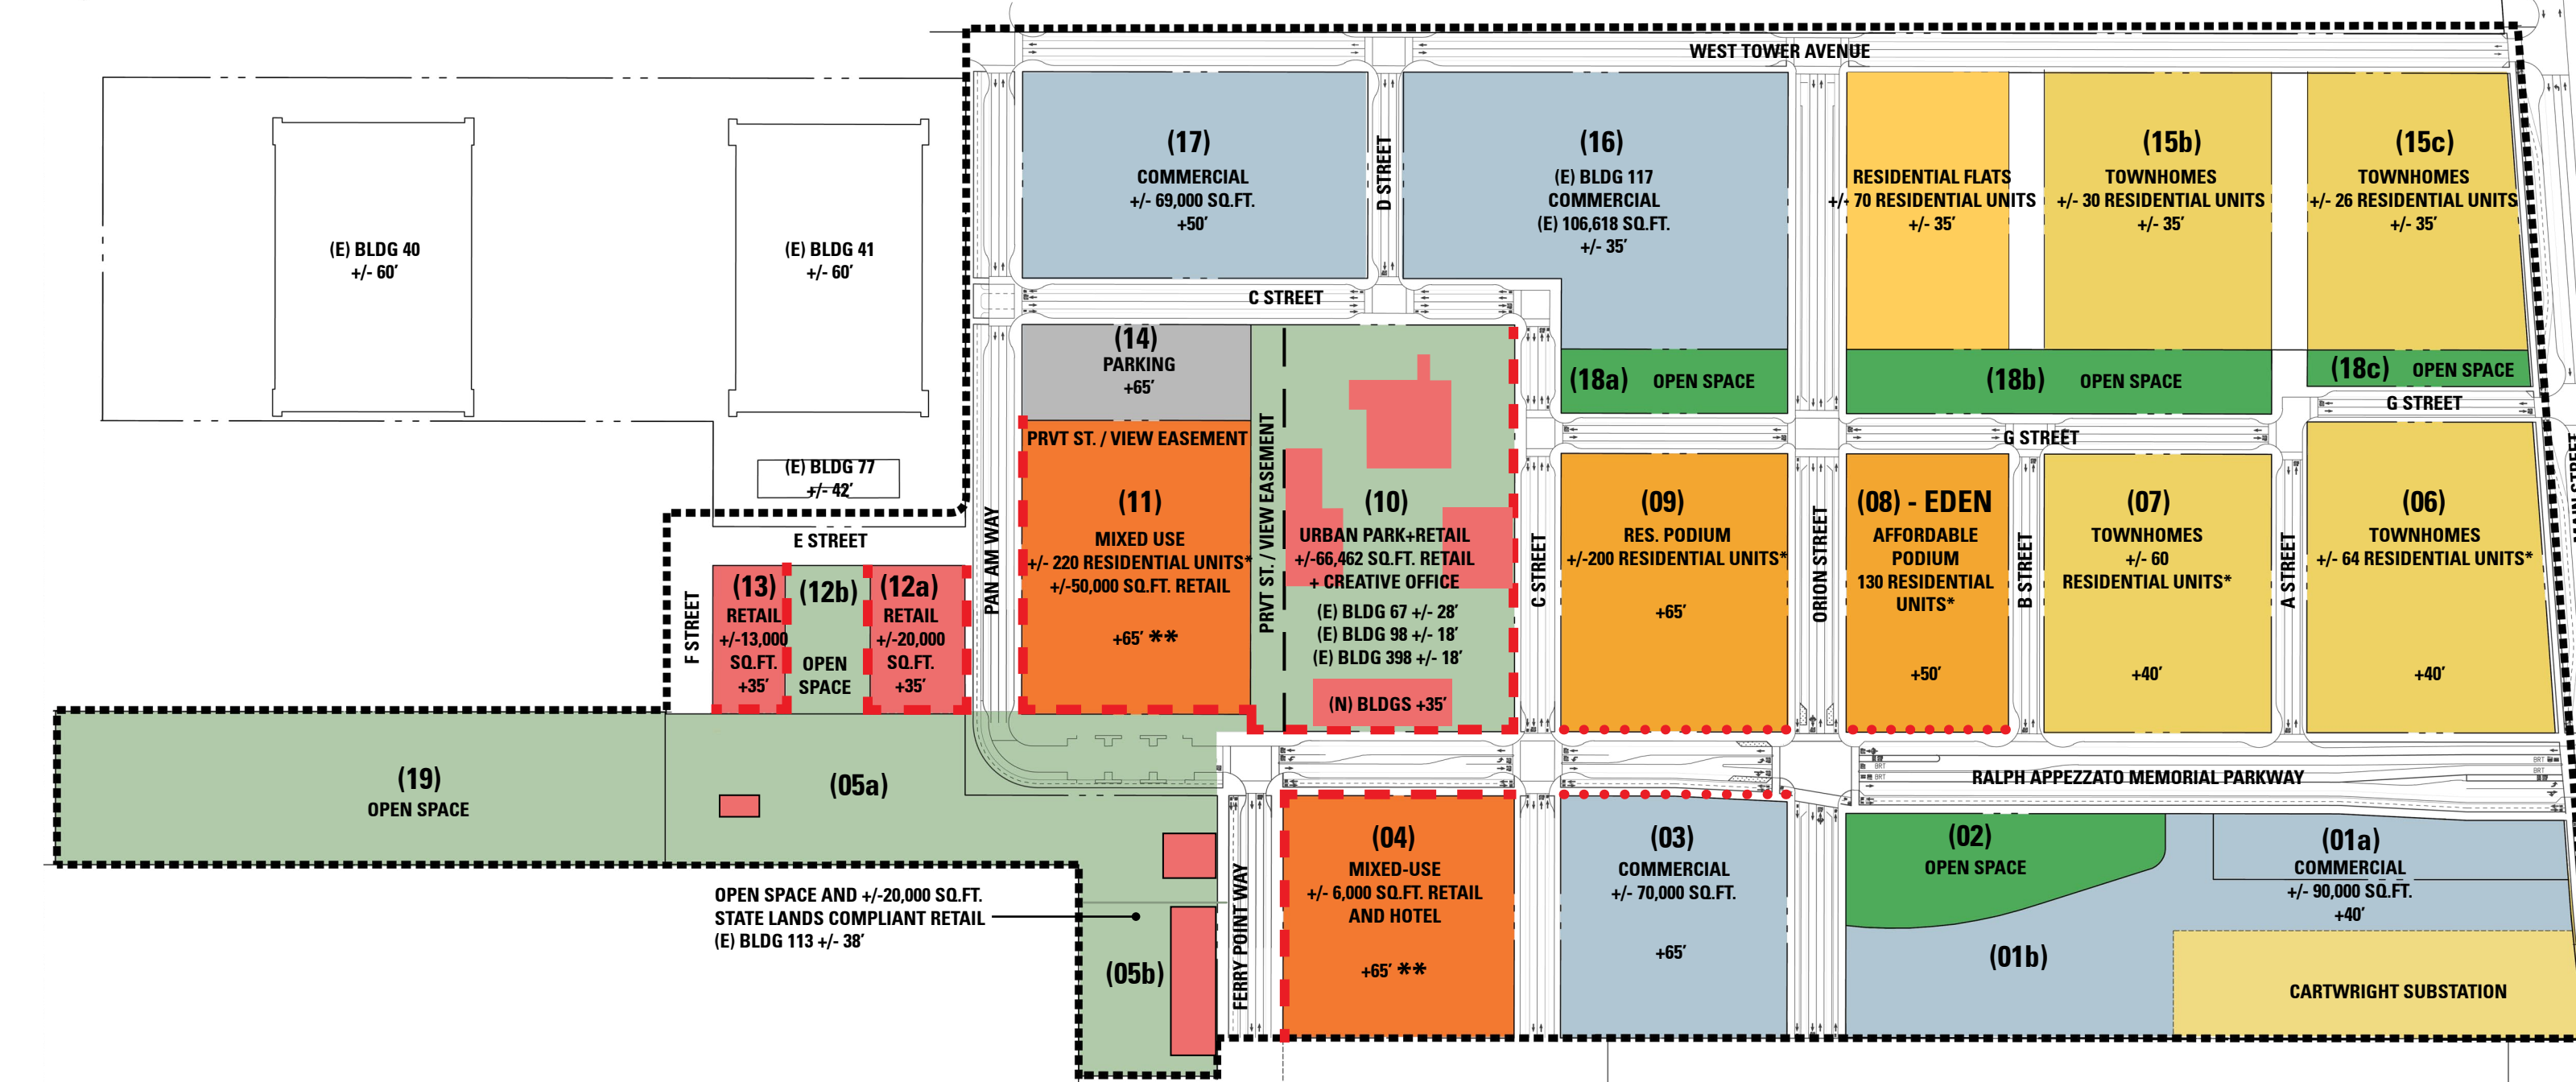 WEST TOWER AVENUE
(E) BLDG 40
+/- 60′
(E) BLDG 41
+/- 60′
(E) BLDG 77
+/- 42′
(17)
COMMERCIAL
+/- 69,000 SQ.FT.
+50′
D STREET
(16)
(E) BLDG 117
COMMERCIAL
(E) 106,618 SQ.FT.
+/- 35′
RESIDENTIAL FLATS
+/- 70 RESIDENTIAL UNITS
+/- 35′
(15b)
TOWNHOMES
+/- 30 RESIDENTIAL UNITS
+/- 35′
(15c)
TOWNHOMES
+/- 26 RESIDENTIAL UNITS
+/- 35′
C STREET
(14)
PARKING
+65′
(18a) OPEN SPACE
(18b) OPEN SPACE
(18c) OPEN SPACE
G STREET
G STREET
MAIN STREET
E STREET
F STREET
(13)
RETAIL
+/-13,000
SQ.FT.
+35′
(12b)
OPEN
SPACE
(12a)
RETAIL
+/-20,000
SQ.FT.
+35′
PAN AM WAY
PRVT ST. / VIEW EASEMENT
(11)
MIXED USE
+/- 220 RESIDENTIAL UNITS*
+/-50,000 SQ.FT. RETAIL
+65′ **
PRVT ST. / VIEW EASEMENT
(10)
URBAN PARK+RETAIL
+/-66,462 SQ.FT. RETAIL
+ CREATIVE OFFICE
(E) BLDG 67 +/- 28′
(E) BLDG 98 +/- 18′
(E) BLDG 398 +/- 18′
(N) BLDGS +35′
C STREET
(09)
RES. PODIUM
+/-200 RESIDENTIAL UNITS*
+65′
ORION STREET
(08) - EDEN
AFFORDABLE
PODIUM
130 RESIDENTIAL
UNITS*
+50′
B STREET
(07)
TOWNHOMES
+/- 60
RESIDENTIAL UNITS*
+40′
A STREET
(06)
TOWNHOMES
+/- 64 RESIDENTIAL UNITS*
+40′
RALPH APPEZZATO MEMORIAL PARKWAY
BRT
BRT
BRT
BRT
(19)
OPEN SPACE
(05a)
OPEN SPACE AND +/-20,000 SQ.FT.
STATE LANDS COMPLIANT RETAIL
(E) BLDG 113 +/- 38′
(05b)
FERRY POINT WAY
(04)
MIXED-USE
+/- 6,000 SQ.FT. RETAIL
AND HOTEL
+65′ **
(03)
COMMERCIAL
+/- 70,000 SQ.FT.
+65′
(02)
OPEN SPACE
(01a)
COMMERCIAL
+/- 90,000 SQ.FT.
+40′
(01b)
CARTWRIGHT SUBSTATION